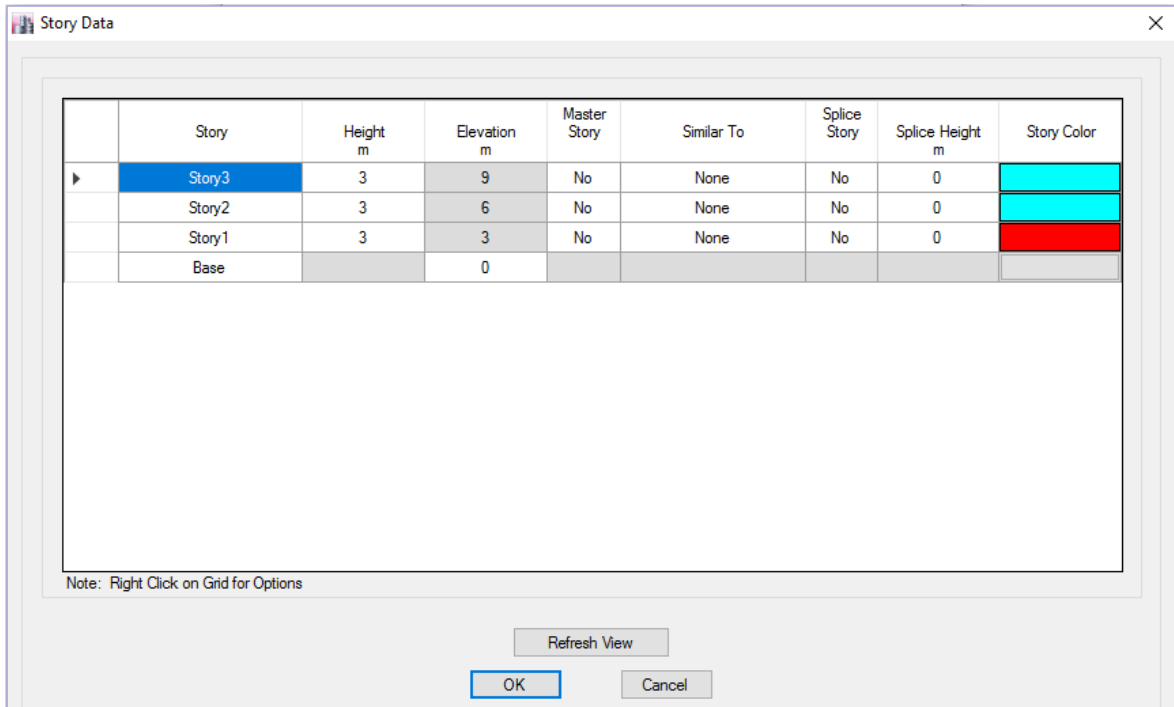 Story Data
Story Height m Elevation m Master Story Similar To Splice Story Splice Height m Story Color
Story3 3 9 No None No 0
Story2 3 6 No None No 0
Story1 3 3 No None No 0
Base 0
Note: Right Click on Grid for Options
Refresh View
OK Cancel